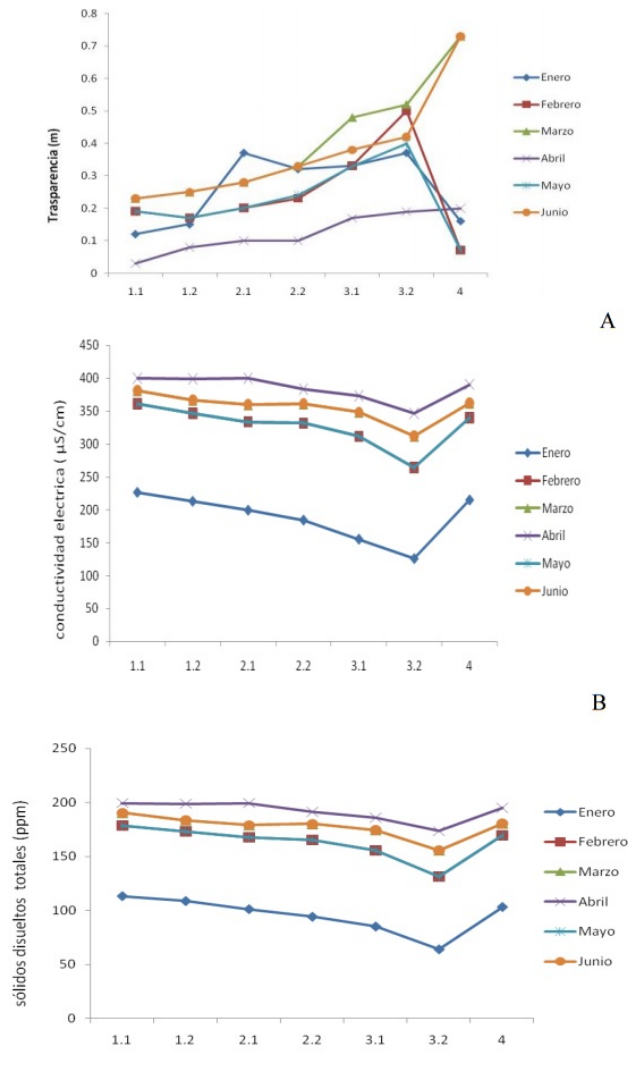 Trasparencia (m)
0.8
0.7
0.6
0.5
0.4
0.3
0.2
0.1
0
1.1 1.2 2.1 2.2 3.1 3.2 4
Enero
Febrero
Marzo
Abril
Mayo
Junio
A
conductividad electrica ( µS/cm)
450
400
350
300
250
200
150
100
50
0
1.1 1.2 2.1 2.2 3.1 3.2 4
Enero
Febrero
Marzo
Abril
Mayo
Junio
B
sólidos disueltos totales (ppm)
250
200
150
100
50
0
1.1 1.2 2.1 2.2 3.1 3.2 4
Enero
Febrero
Marzo
Abril
Mayo
Junio